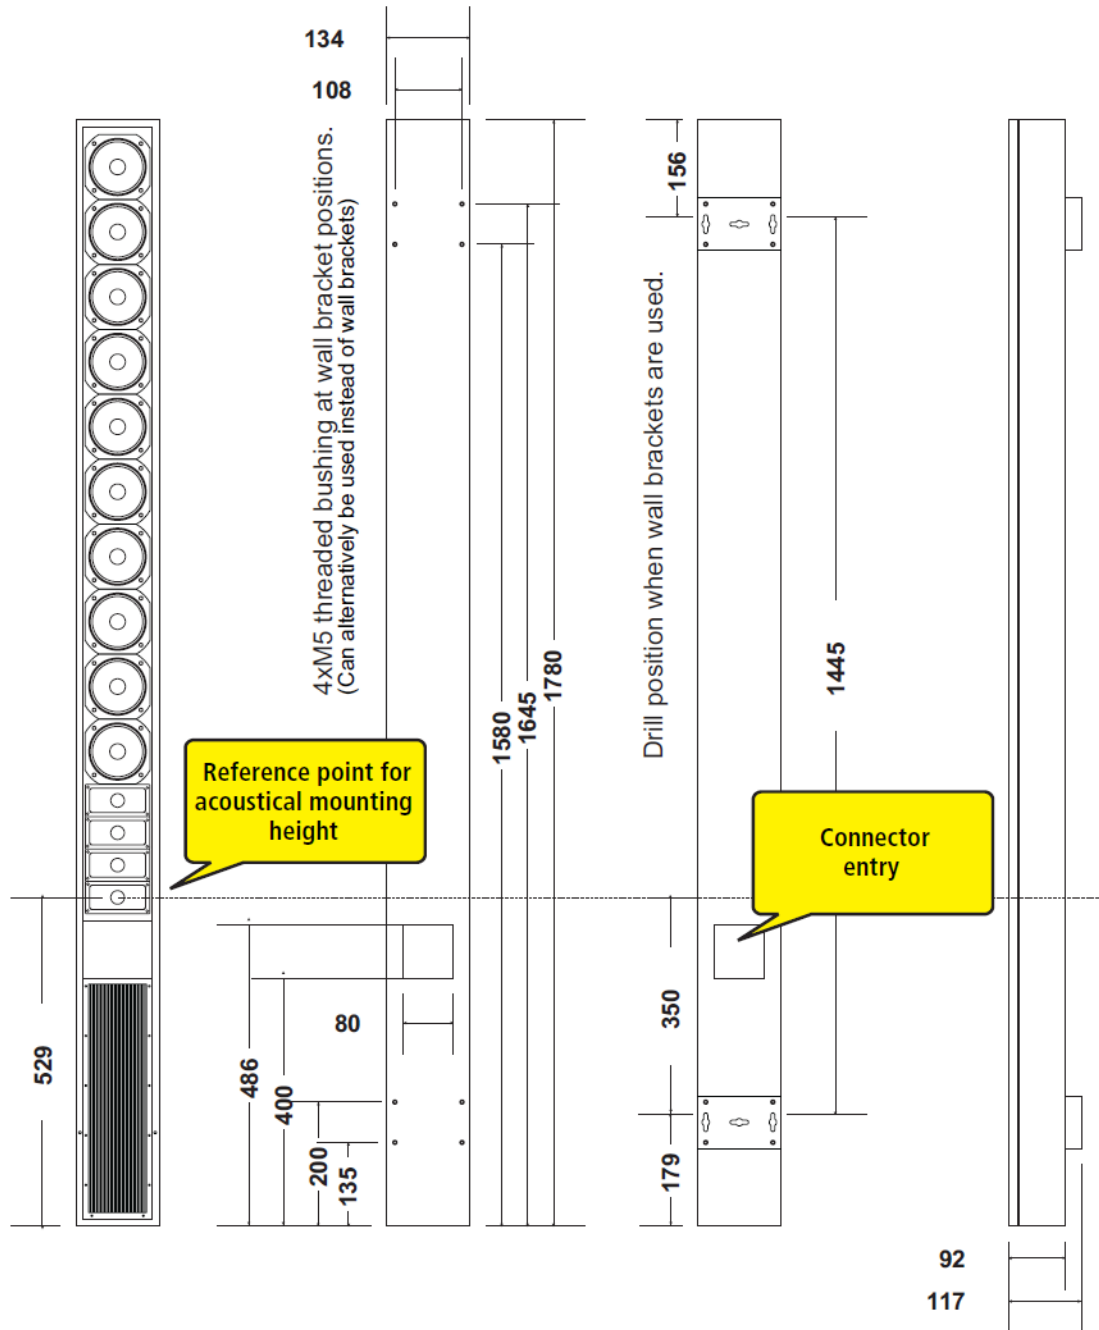 134
108
4xM5 threaded bushing at wall bracket positions.
(Can alternatively be used instead of wall brackets)
156
Drill position when wall brackets are used.
1445
1780
1645
1580
Reference point for
acoustical mounting
height
Connector
entry
529
486
400
80
200
135
350
179
92
117